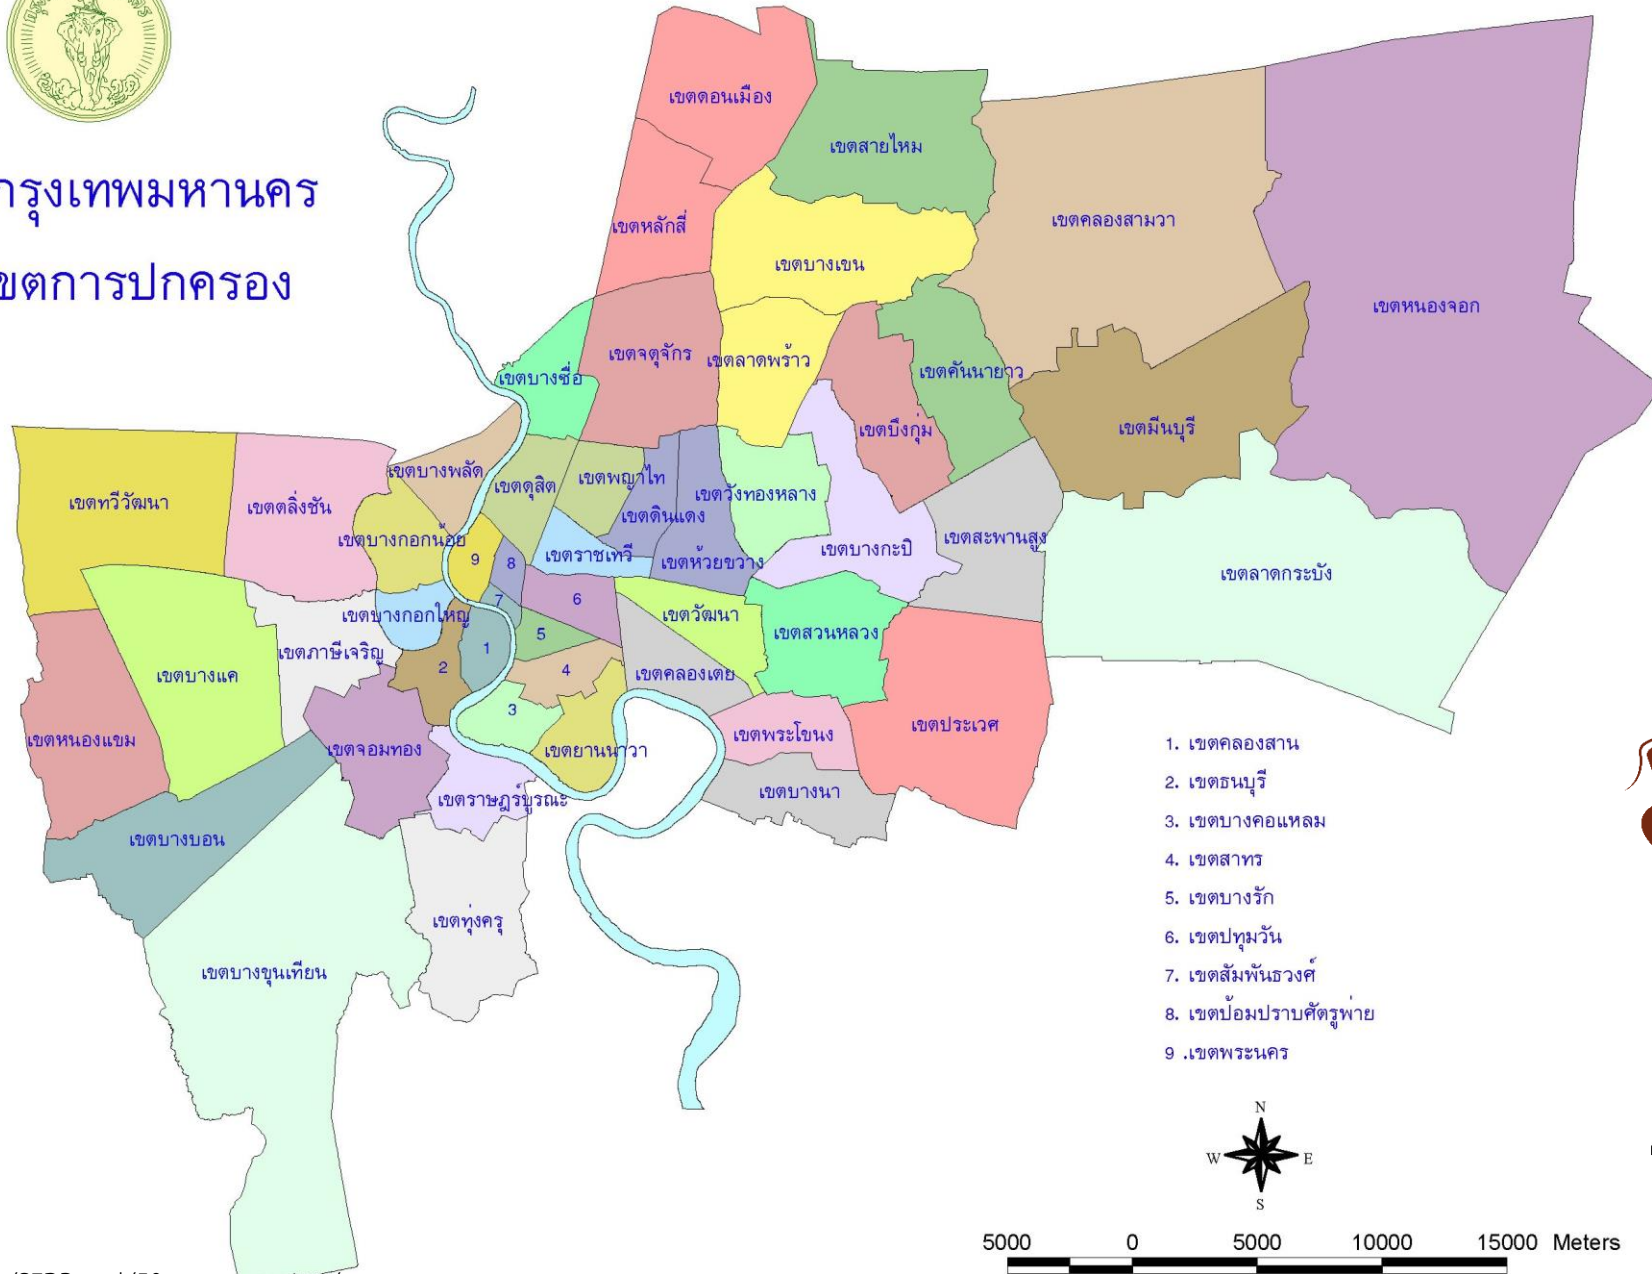 กรุงเทพมหานคร
เขตการปกครอง
เขตดอนเมือง
เขตสายไหม
เขตหลักสี่
เขตคลองสามวา
เขตบางเขน
เขตหนองจอก
เขตจตุจักร
เขตลาดพร้าว
เขตคันนายาว
เขตบางซื่อ
เขตบึงกุ่ม
เขตมีนบุรี
เขตบางพลัด
เขตดุสิต
เขตพญาไท
เขตวังทองหลาง
เขตทวีวัฒนา
เขตตลิ่งชัน
เขตดินแดง
เขตบางกอกน้อย
เขตสะพานสูง
เขตบางกะปิ
9
8
เขตราชเทวี
เขตห้วยขวาง
เขตลาดกระบัง
7
6
เขตบางกอกใหญ่
เขตวัฒนา
เขตสวนหลวง
5
เขตภาษีเจริญ
1
2
4
เขตคลองเตย
เขตบางแค
3
เขตหนองแขม
เขตจอมทอง
เขตยานนาวา
เขตพระโขนง
เขตประเวศ
เขตบางนา
เขตราษฎร์บูรณะ
เขตบางบอน
เขตทุ่งครุ
เขตบางขุนเทียน
1. เขตคลองสาน
2. เขตธนบุรี
3. เขตบางคอแหลม
4. เขตสาทร
5. เขตบางรัก
6. เขตปทุมวัน
7. เขตสัมพันธวงศ์
8. เขตป้อมปราบศัตรูพ่าย
9 .เขตพระนคร
N
W E
S
5000 0 5000 10000 15000 Meters